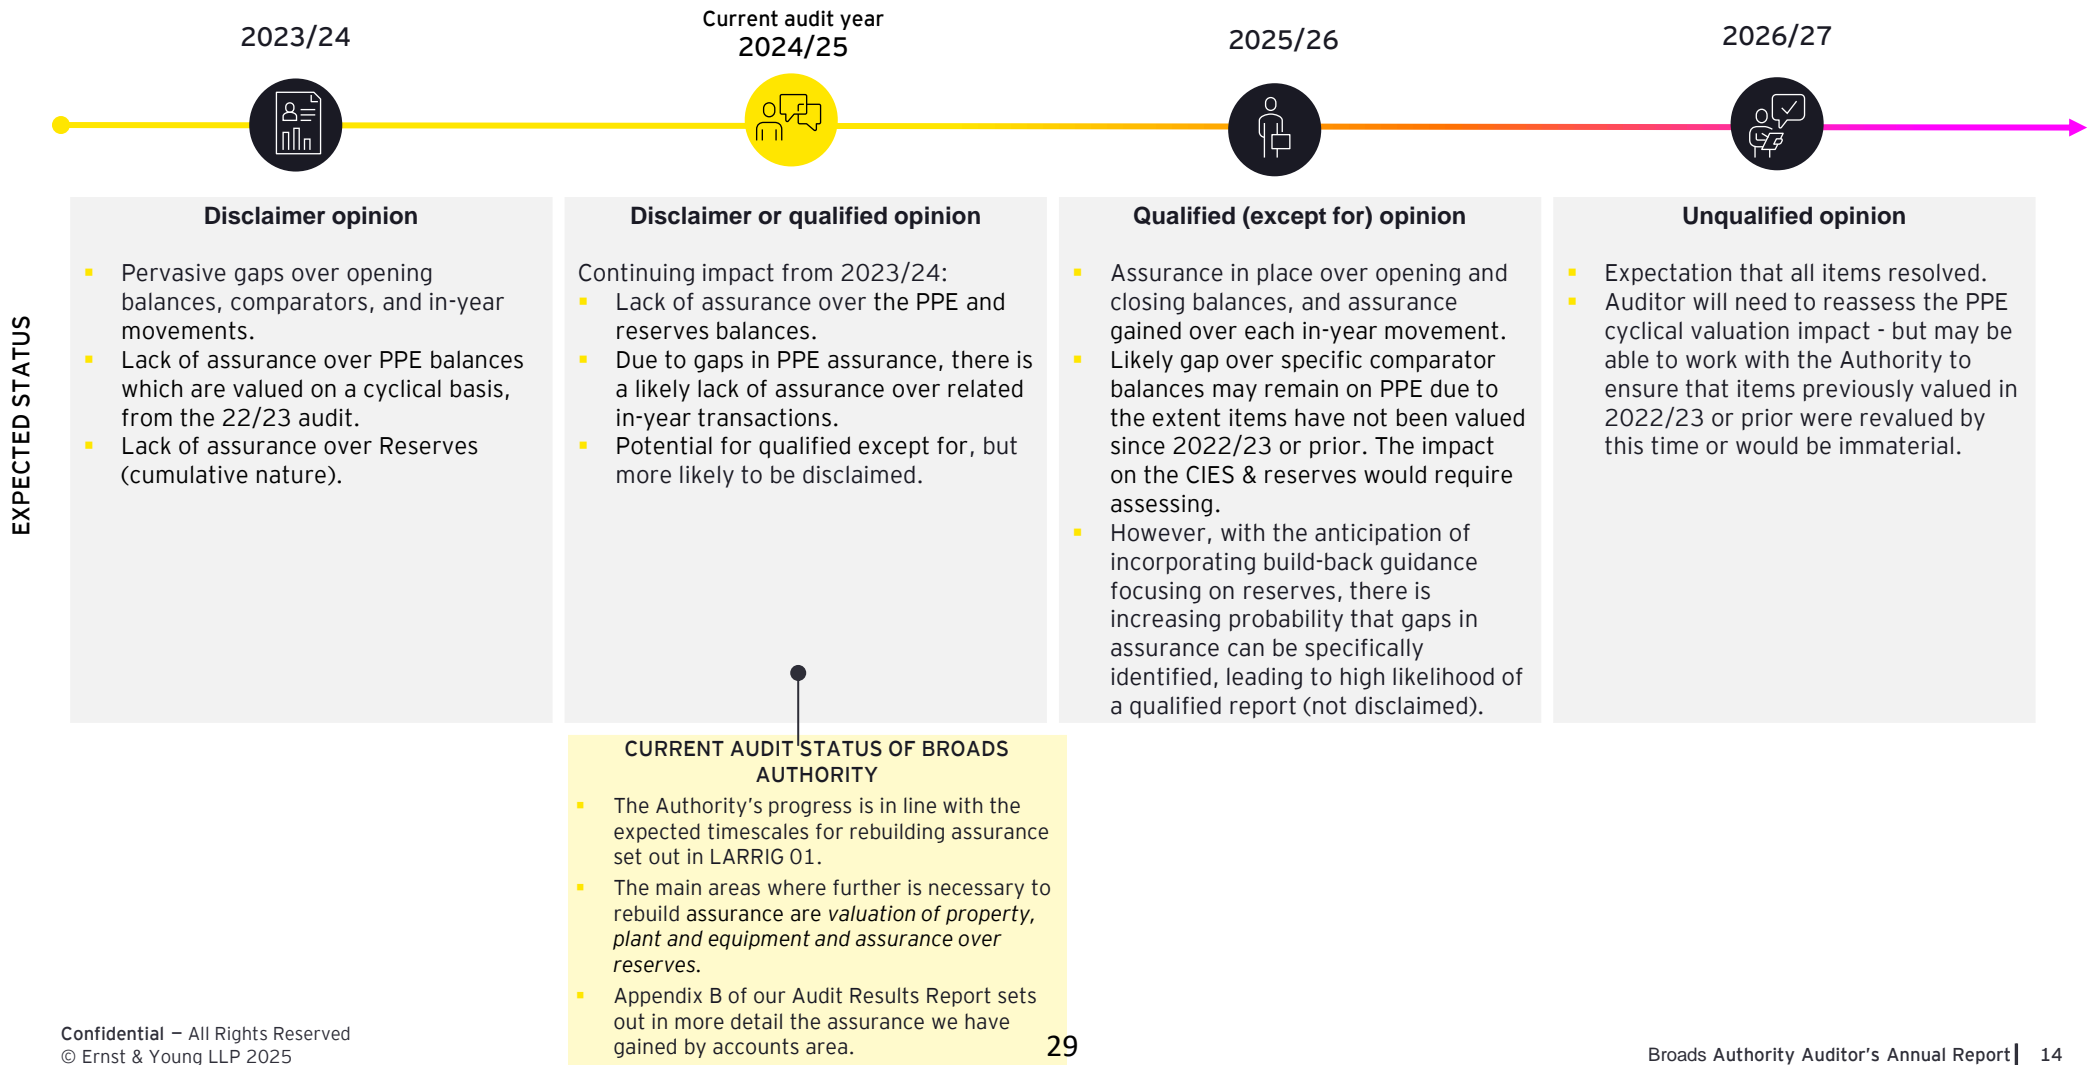 2023/24
Current audit year
2024/25
2025/26
2026/27
EXPECTED STATUS
Disclaimer opinion
▪ Pervasive gaps over opening
balances, comparators, and in-year
movements.
▪ Lack of assurance over PPE balances
which are valued on a cyclical basis,
from the 22/23 audit.
▪ Lack of assurance over Reserves
(cumulative nature).
Disclaimer or qualified opinion
Continuing impact from 2023/24:
▪ Lack of assurance over the PPE and
reserves balances.
▪ Due to gaps in PPE assurance, there is
a likely lack of assurance over related
in-year transactions.
▪ Potential for qualified except for, but
more likely to be disclaimed.
Qualified (except for) opinion
▪ Assurance in place over opening and
closing balances, and assurance
gained over each in-year movement.
▪ Likely gap over specific comparator
balances may remain on PPE due to
the extent items have not been valued
since 2022/23 or prior. The impact
on the CIES & reserves would require
assessing.
▪ However, with the anticipation of
incorporating build-back guidance
focusing on reserves, there is
increasing probability that gaps in
assurance can be specifically
identified, leading to high likelihood of
a qualified report (not disclaimed).
Unqualified opinion
▪ Expectation that all items resolved.
▪ Auditor will need to reassess the PPE
cyclical valuation impact - but may be
able to work with the Authority to
ensure that items previously valued in
2022/23 or prior were revalued by
this time or would be immaterial.
CURRENT AUDIT STATUS OF BROADS
AUTHORITY
▪ The Authority's progress is in line with the
expected timescales for rebuilding assurance
set out in LARRIG 01.
▪ The main areas where further is necessary to
rebuild assurance are valuation of property,
plant and equipment and assurance over
reserves.
▪ Appendix B of our Audit Results Report sets
out in more detail the assurance we have
gained by accounts area.
Confidential — All Rights Reserved
© Ernst & Young LLP 2025
29
Broads Authority Auditor's Annual Report 14